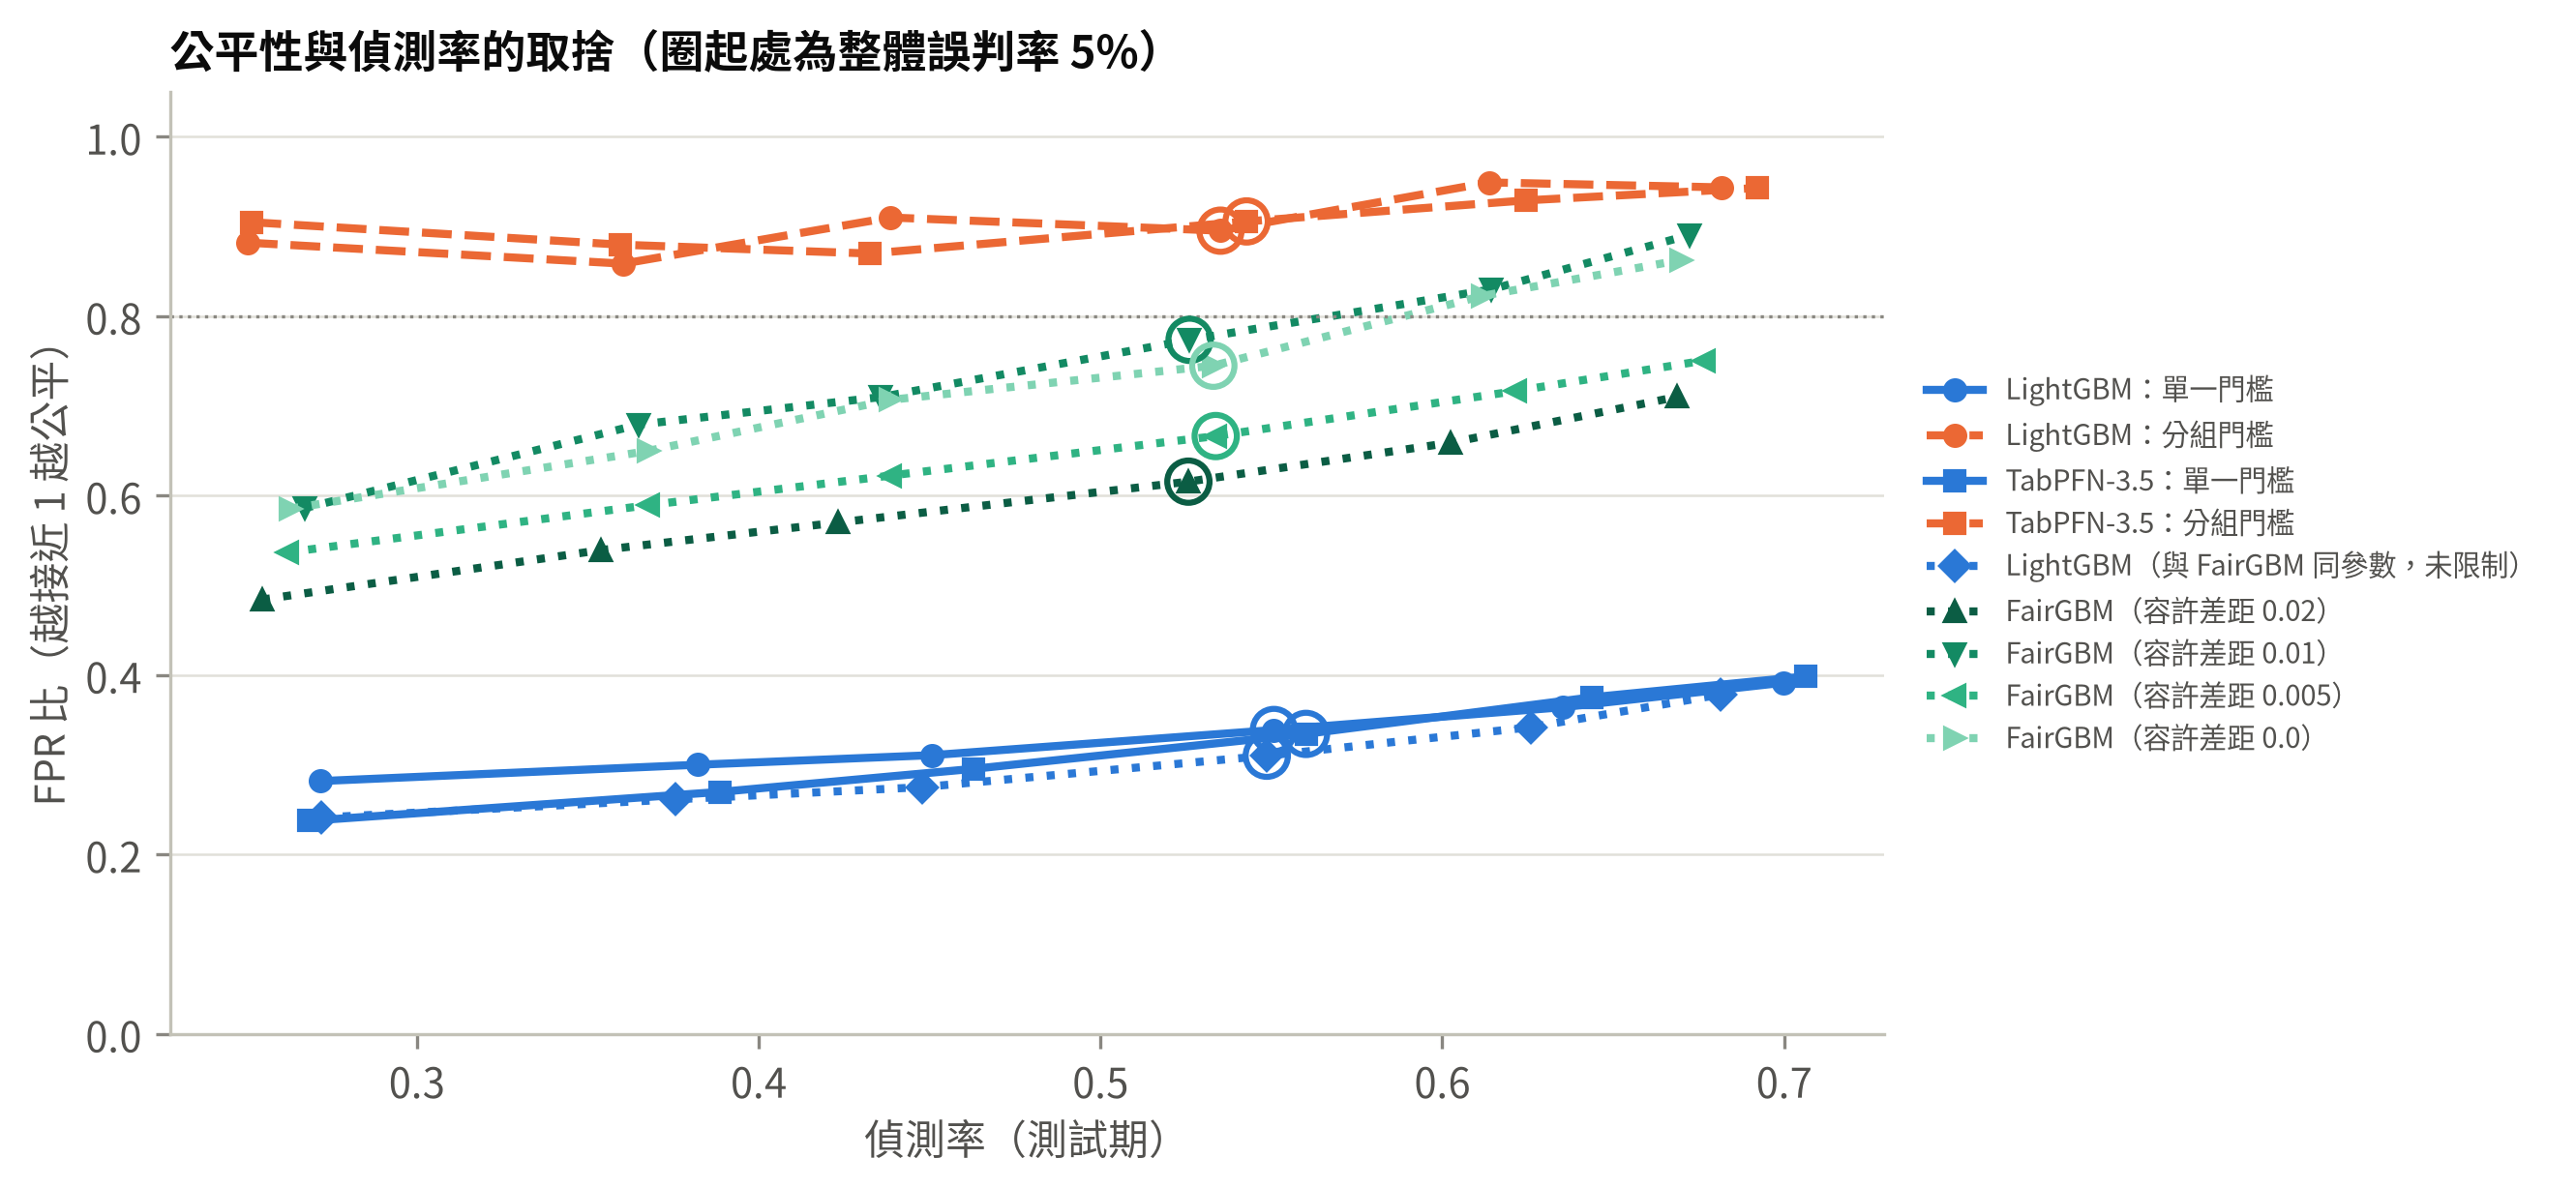 公平性與偵測率的取捨（圈起處為整體誤判率 5%）
FPR 比（越接近 1 越公平）
1.0
0.8
0.6
0.4
0.2
0.0
0.3
0.4
0.5
0.6
0.7
偵測率（測試期）
LightGBM：單一門檻
LightGBM：分組門檻
TabPFN-3.5：單一門檻
TabPFN-3.5：分組門檻
LightGBM（與 FairGBM 同參數，未限制）
FairGBM（容許差距 0.02）
FairGBM（容許差距 0.01）
FairGBM（容許差距 0.005）
FairGBM（容許差距 0.0）